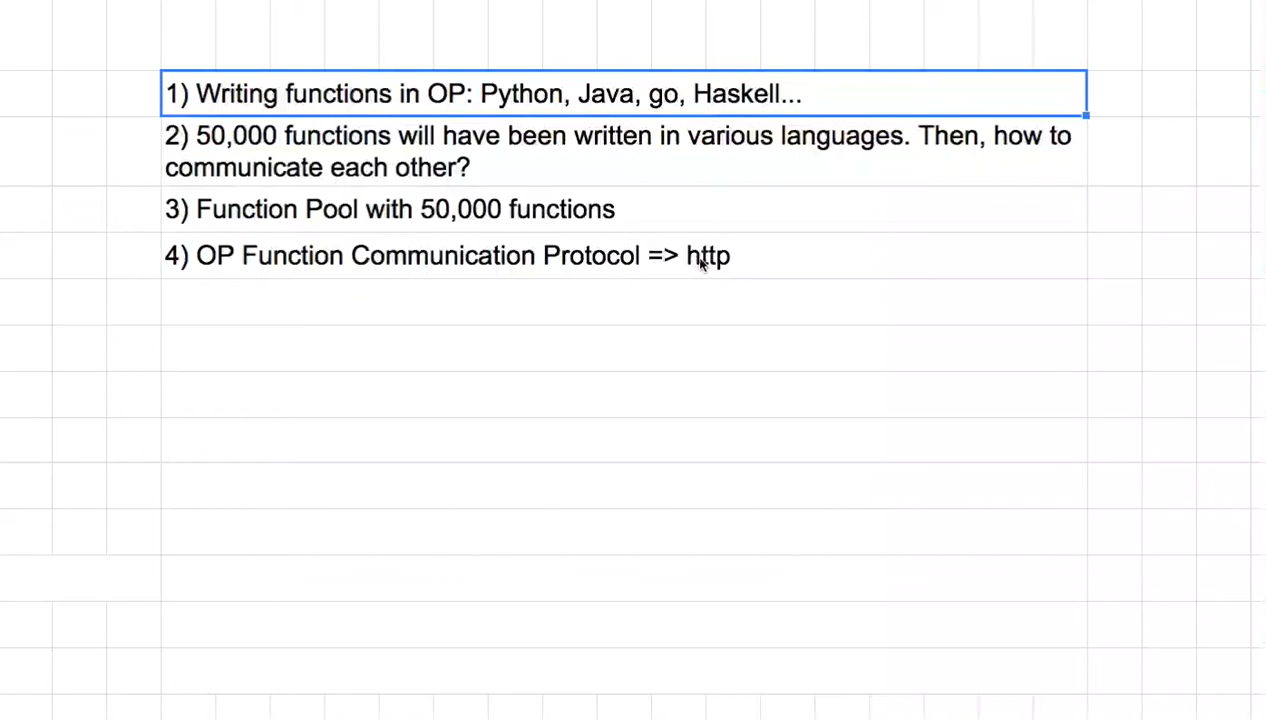 1) Writing functions in OP: Python, Java, go, Haskell...
2) 50,000 functions will have been written in various languages. Then, how to
communicate each other?
3) Function Pool with 50,000 functions
4) OP Function Communication Protocol => http